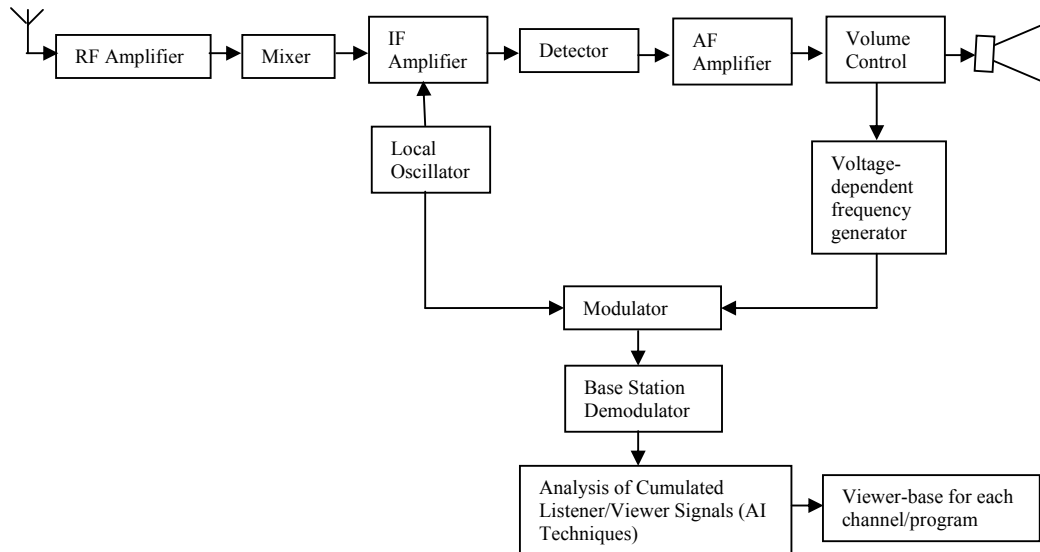 RF Amplifier
Mixer
IF
Amplifier
Detector
AF
Amplifier
Volume
Control
Local
Oscillator
Voltage-
dependent
frequency
generator
Modulator
Base Station
Demodulator
Analysis of Cumulated
Listener/Viewer Signals (AI
Techniques)
Viewer-base for each
channel/program